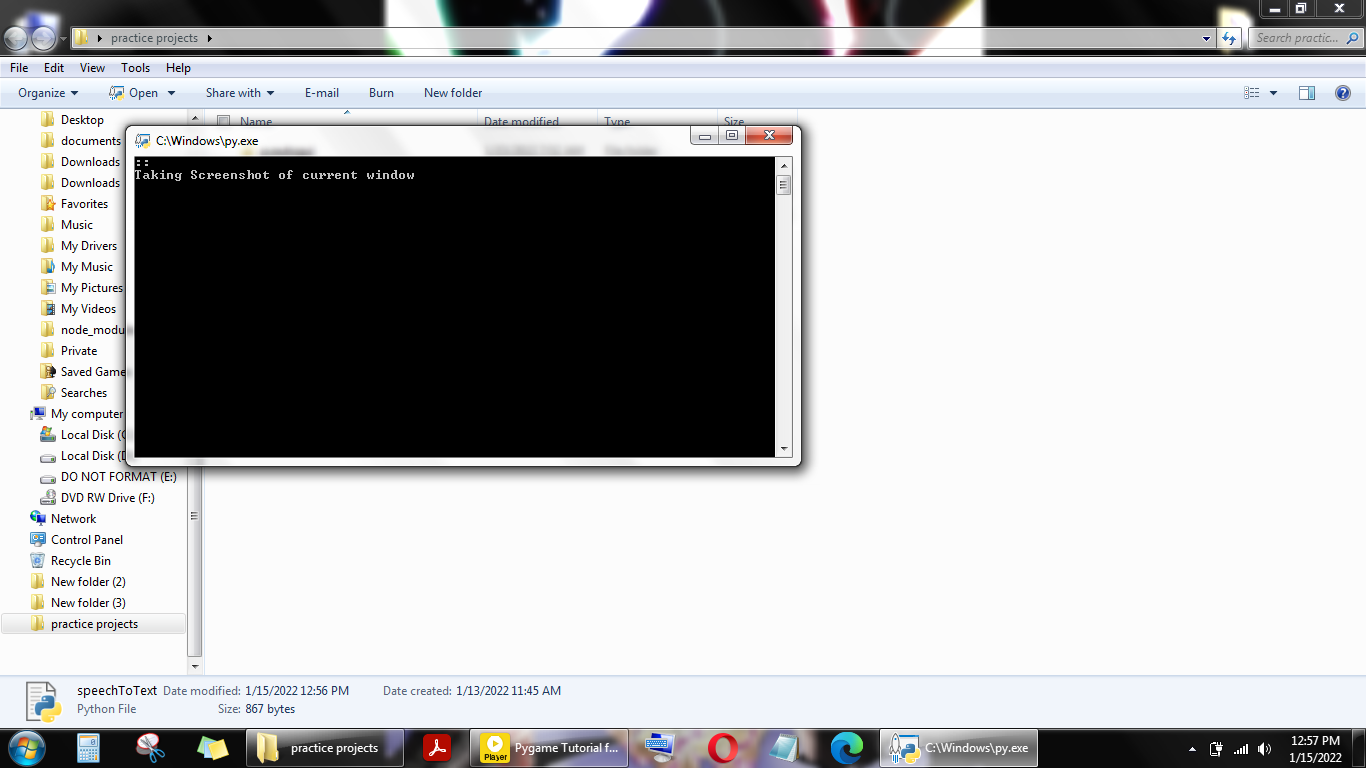 practice projects
Search practic...
File Edit View Tools Help
Organize Open Share with E-mail Burn New folder
Name Date modified Type Size
Desktop
documents
Downloads
Downloads
Favorites
Music
My Drivers
My Music
My Pictures
My Videos
node_modu
Private
Saved Game
Searches
My computer
Local Disk (
Local Disk (
DO NOT FORMAT (E:)
DVD RW Drive (F:)
Network
Control Panel
Recycle Bin
New folder (2)
New folder (3)
practice projects
C:\Windows\py.exe
::
Taking Screenshot of current window
speechToText Date modified: 1/15/2022 12:56 PM Date created: 1/13/2022 11:45 AM
Python File Size: 867 bytes
practice projects
Player
Pygame Tutorial f...
C:\Windows\py.exe
12:57 PM
1/15/2022